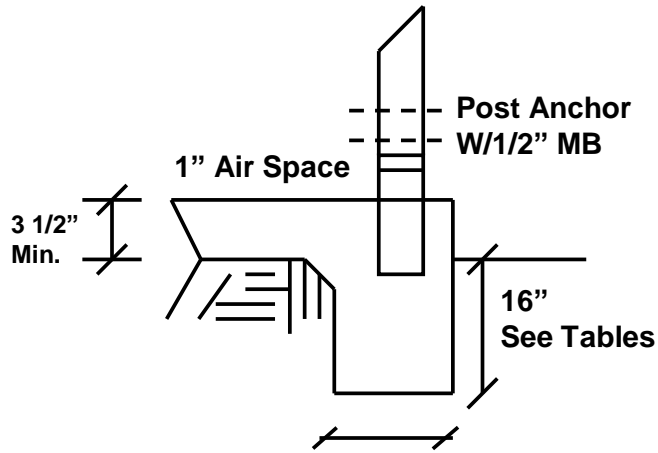 Post Anchor
W/1/2” MB
1” Air Space
3 1/2”
Min.
16”
See Tables